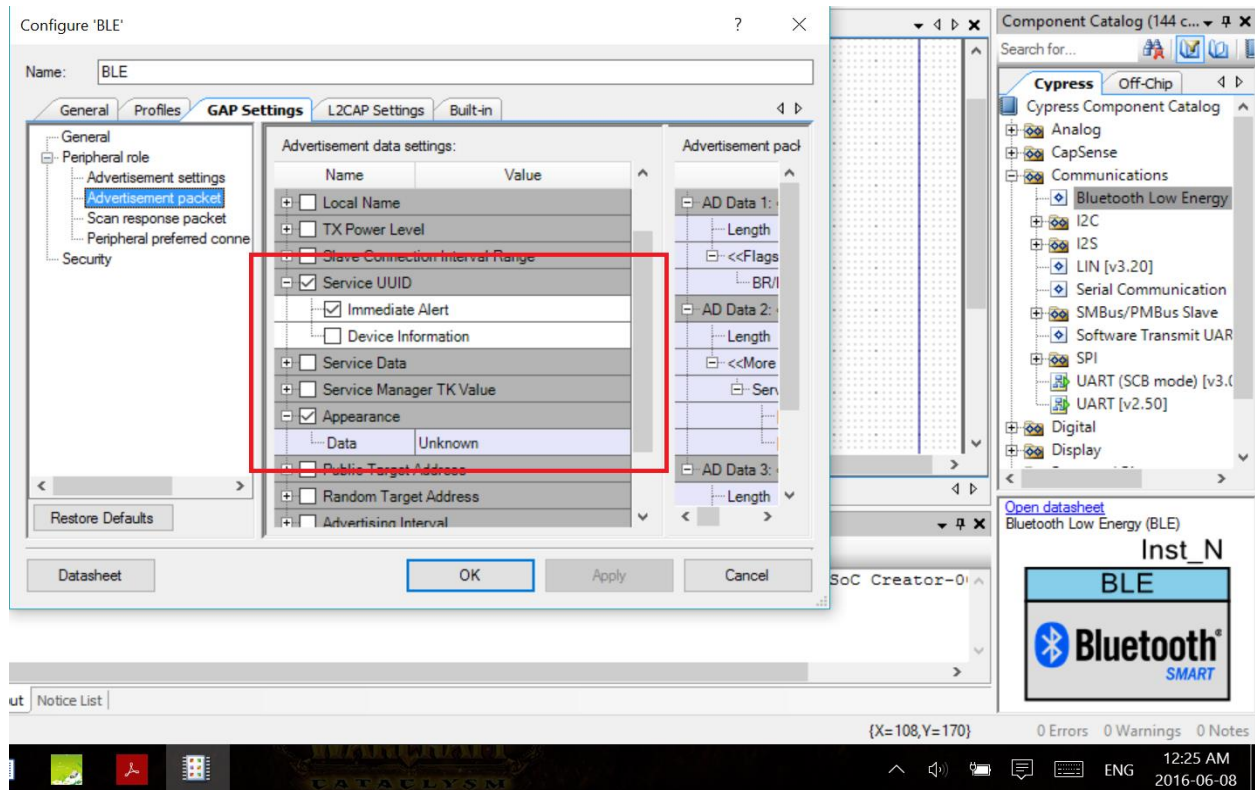 Configure 'BLE'
? ×
Name: BLE
General Profiles GAP Settings L2CAP Settings Built-in
General
Peripheral role
Advertisement settings
Advertisement packet
Scan response packet
Peripheral preferred conne
Security
Restore Defaults
Advertisement data settings:
Name Value
Local Name
TX Power Level
Slave Connection Interval Range
Service UUID
Immediate Alert
Device Information
Service Data
Service Manager TK Value
Appearance
Data Unknown
Public Target Address
Random Target Address
Advertising Interval
Advertisement pack
AD Data 1:
Length
<<Flags
BR/
AD Data 2:
Length
<<More
Serv
AD Data 3:
Length
Datasheet OK Apply Cancel
SoC Creator-0
ut Notice List
{X=108,Y=170} 0 Errors 0 Warnings 0 Notes
Component Catalog (144 c...
Search for...
Cypress Off-Chip
Cypress Component Catalog
Analog
CapSense
Communications
Bluetooth Low Energy
I2C
I2S
LIN [v3.20]
Serial Communication
SMBus/PMBus Slave
Software Transmit UAR
SPI
UART (SCB mode) [v3.0
UART [v2.50]
Digital
Display
Open datasheet
Bluetooth Low Energy (BLE)
Inst_N
BLE
Bluetooth®
SMART
CATACLYSM
ENG
12:25 AM
2016-06-08